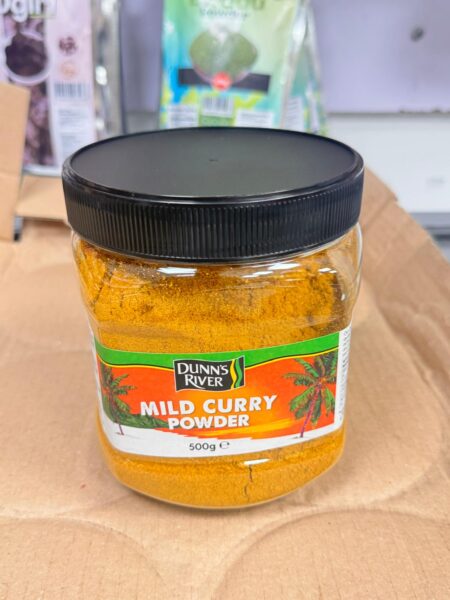 DUNN'S
RIVER
MILD CURRY
POWDER
500g ℮